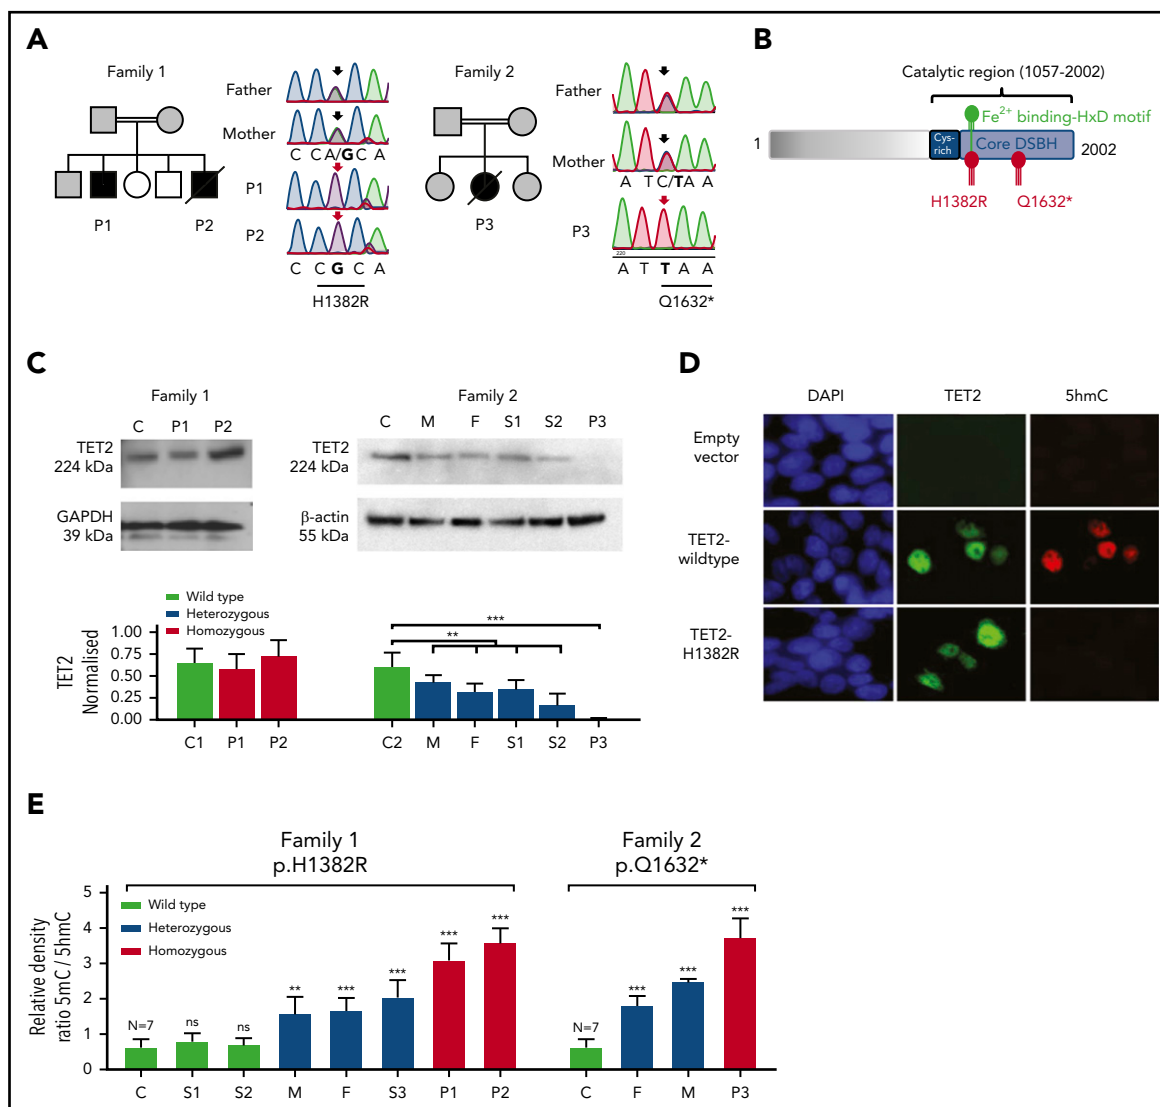 A
Family 1
P1
P2
Father
Mother
C C A/G C A
P1
P2
C C G C A
H1382R
Family 2
P3
Father
Mother
A T C/T A A
P3
220
A T T A A
Q1632*
B
Catalytic region (1057-2002)
Fe2+ binding-HxD motif
1
Cys-
rich
Core DSBH
2002
H1382R
Q1632*
C
Family 1
C P1 P2
TET2
224 kDa
GAPDH
39 kDa
Family 2
C M F S1 S2 P3
TET2
224 kDa
β-actin
55 kDa
Wild type
Heterozygous
Homozygous
TET2
Normalised
1.00
0.75
0.50
0.25
0.00
***
**
C1 P1 P2
C2 M F S1 S2 P3
D
DAPI TET2 5hmC
Empty
vector
TET2-
wildtype
TET2-
H1382R
E
Family 1
p.H1382R
Family 2
p.Q1632*
Relative density
ratio 5mC / 5hmC
5
4
3
2
1
0
Wild type
Heterozygous
Homozygous
N=7 ns ns ** *** *** *** ***
N=7 *** *** ***
C S1 S2 M F S3 P1 P2
C F M P3